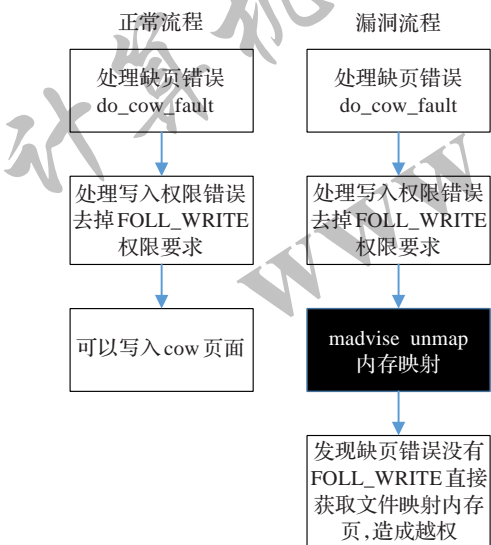 正常流程
漏洞流程
处理缺页错误
do_cow_fault
处理缺页错误
do_cow_fault
处理写入权限错误
去掉FOLL_WRITE
权限要求
处理写入权限错误
去掉FOLL_WRITE
权限要求
可以写入cow页面
madvise unmap
内存映射
发现缺页错误没有
FOLL_WRITE直接
获取文件映射内存
页,造成越权
计算机
WWW